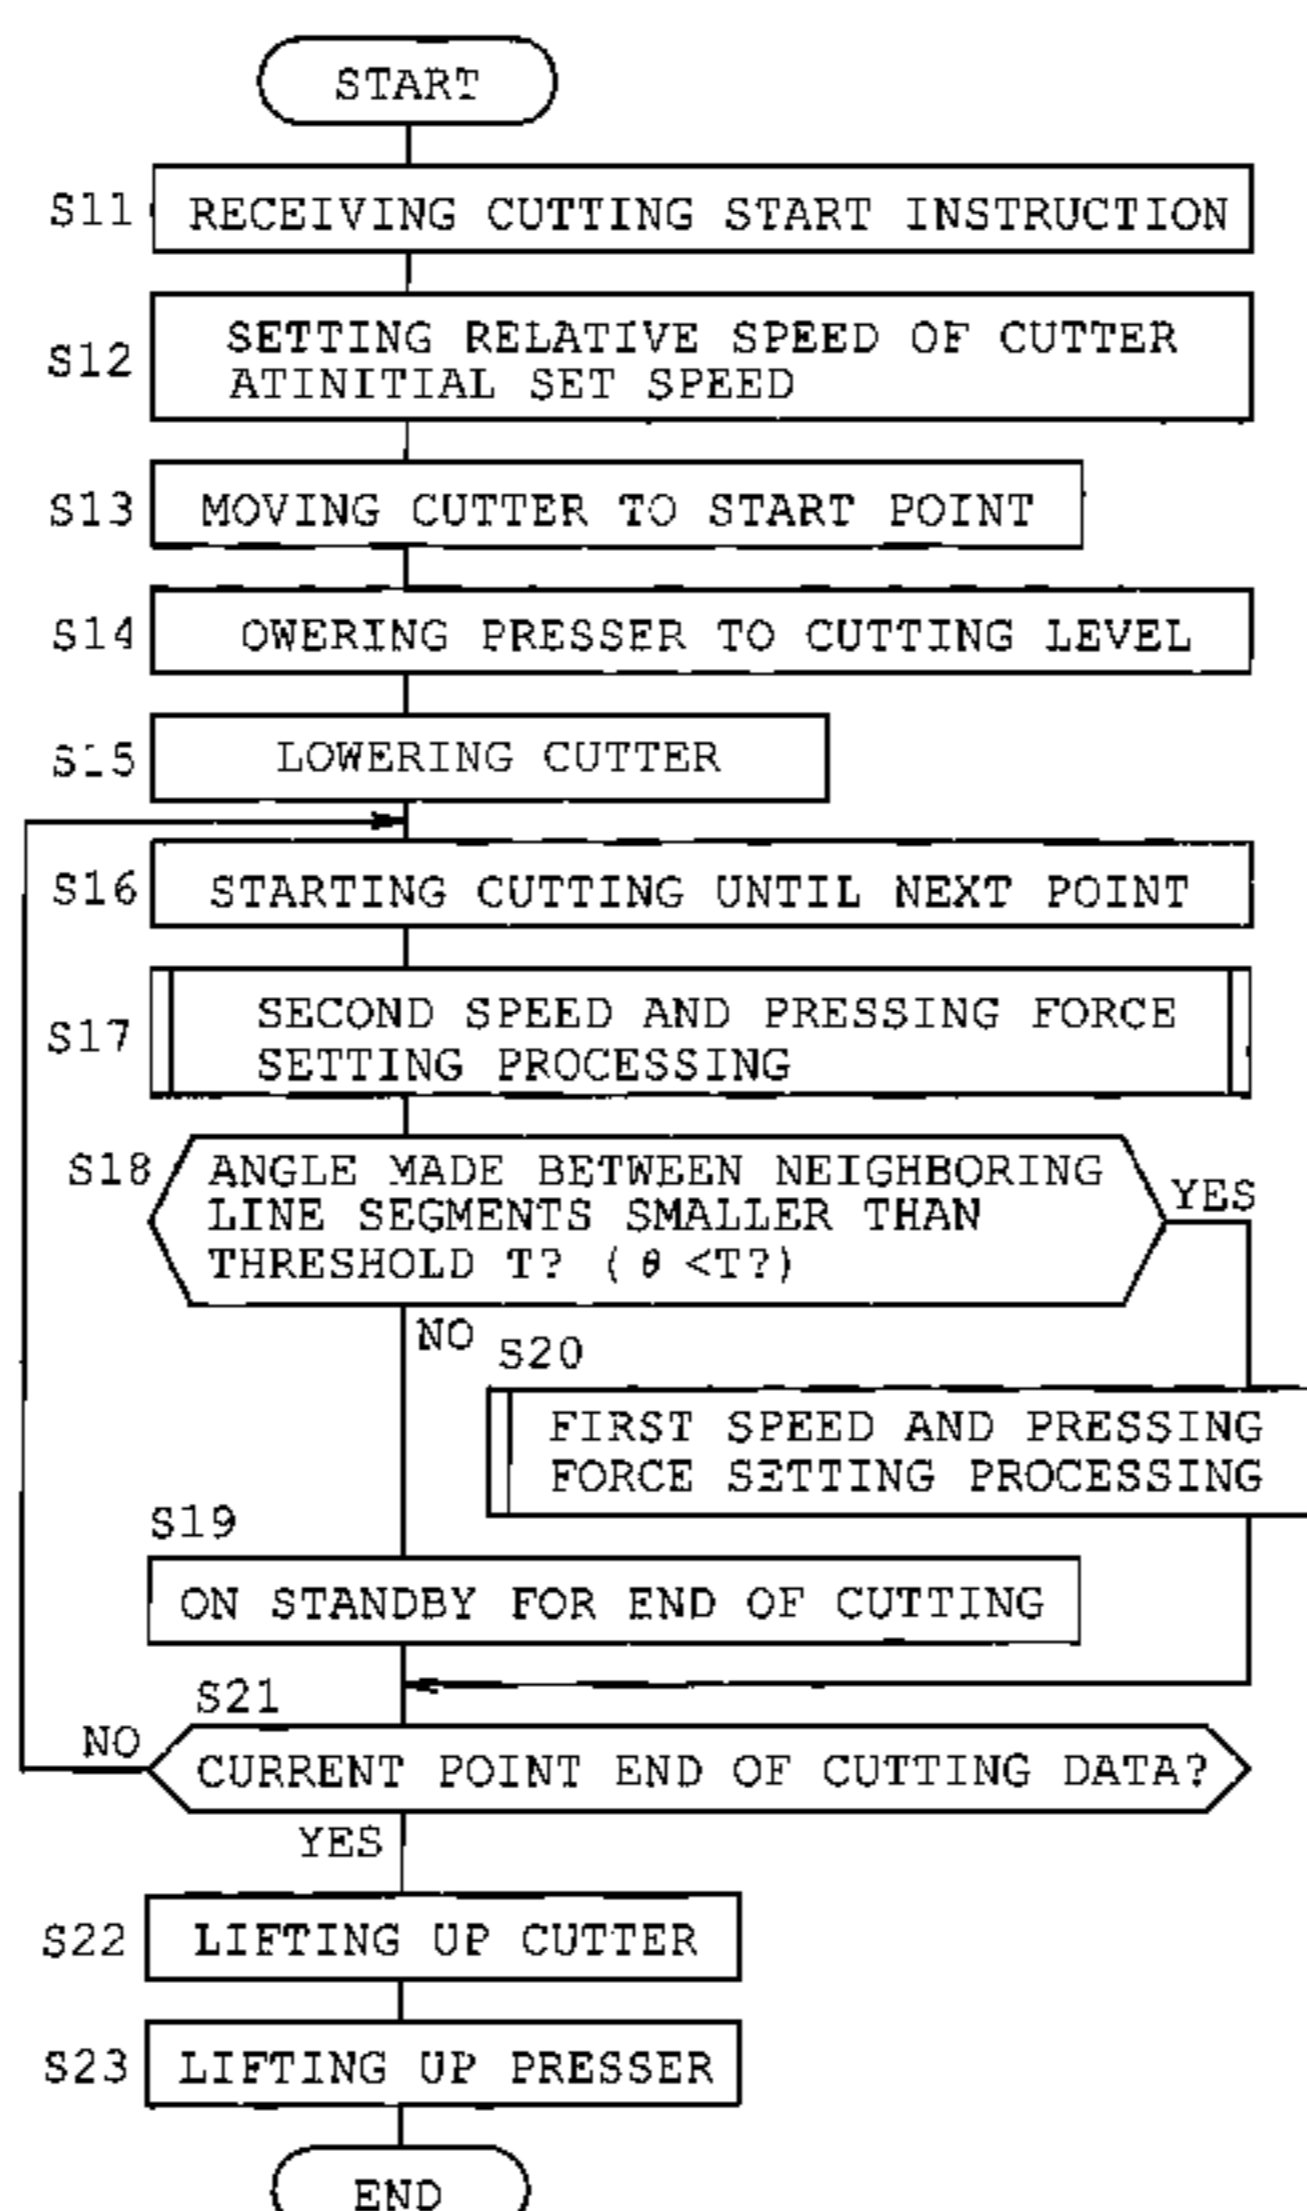 START
S11 RECEIVING CUTTING START INSTRUCTION
S12 SETTING RELATIVE SPEED OF CUTTER
ATINITIAL SET SPEED
S13 MOVING CUTTER TO START POINT
S14 OWERING PRESSER TO CUTTING LEVEL
S15 LOWERING CUTTER
S16 STARTING CUTTING UNTIL NEXT POINT
S17 SECOND SPEED AND PRESSING FORCE
SETTING PROCESSING
S18 ANGLE MADE BETWEEN NEIGHBORING
LINE SEGMENTS SMALLER THAN
THRESHOLD T? (θ<T?)
YES
NO
S20
FIRST SPEED AND PRESSING
FORCE SETTING PROCESSING
S19
ON STANDBY FOR END OF CUTTING
S21
NO
CURRENT POINT END OF CUTTING DATA?
YES
S22 LIFTING UP CUTTER
S23 LIFTING UP PRESSER
END